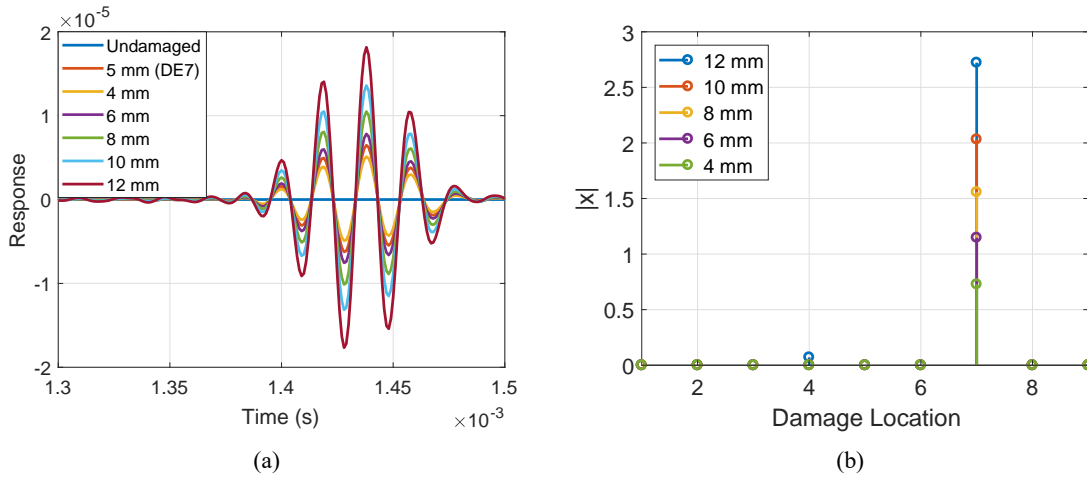 ×10-5
2
1
0
-1
-2
Response
Undamaged
5 mm (DE7)
4 mm
6 mm
8 mm
10 mm
12 mm
1.3
1.35
1.4
1.45
1.5
Time (s)
×10-3
(a)
3
2.5
2
1.5
1
0.5
0
|x|
12 mm
10 mm
8 mm
6 mm
4 mm
2
4
6
8
Damage Location
(b)